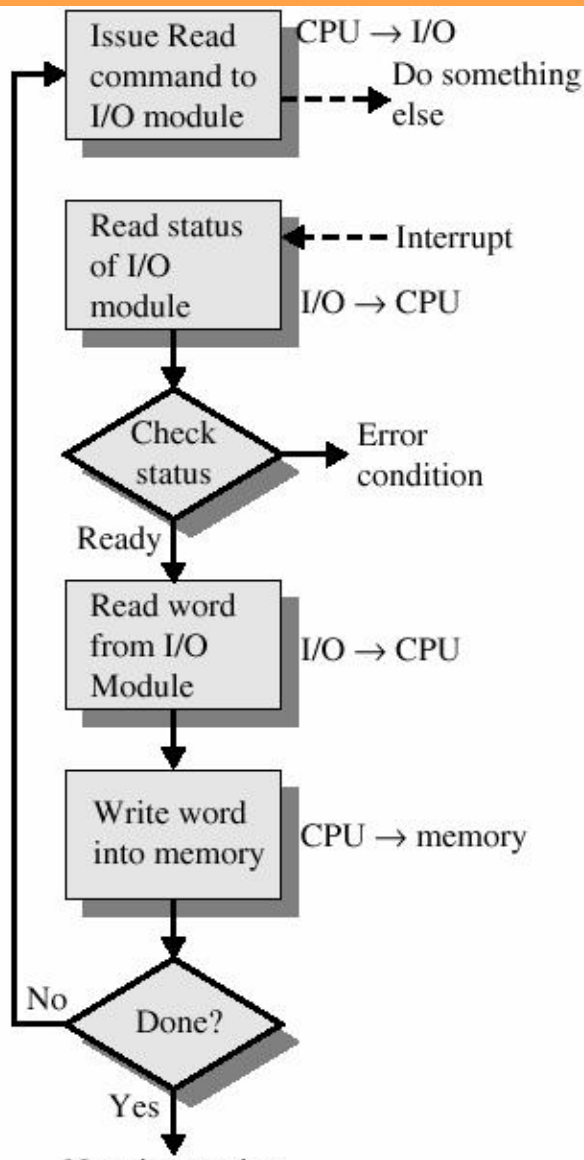 Issue Read
command to
I/O module
CPU → I/O
Do something
else
Read status
of I/O
module
Interrupt
I/O → CPU
Check
status
Error
condition
Ready
Read word
from I/O
Module
I/O → CPU
Write word
into memory
CPU → memory
No
Done?
Yes